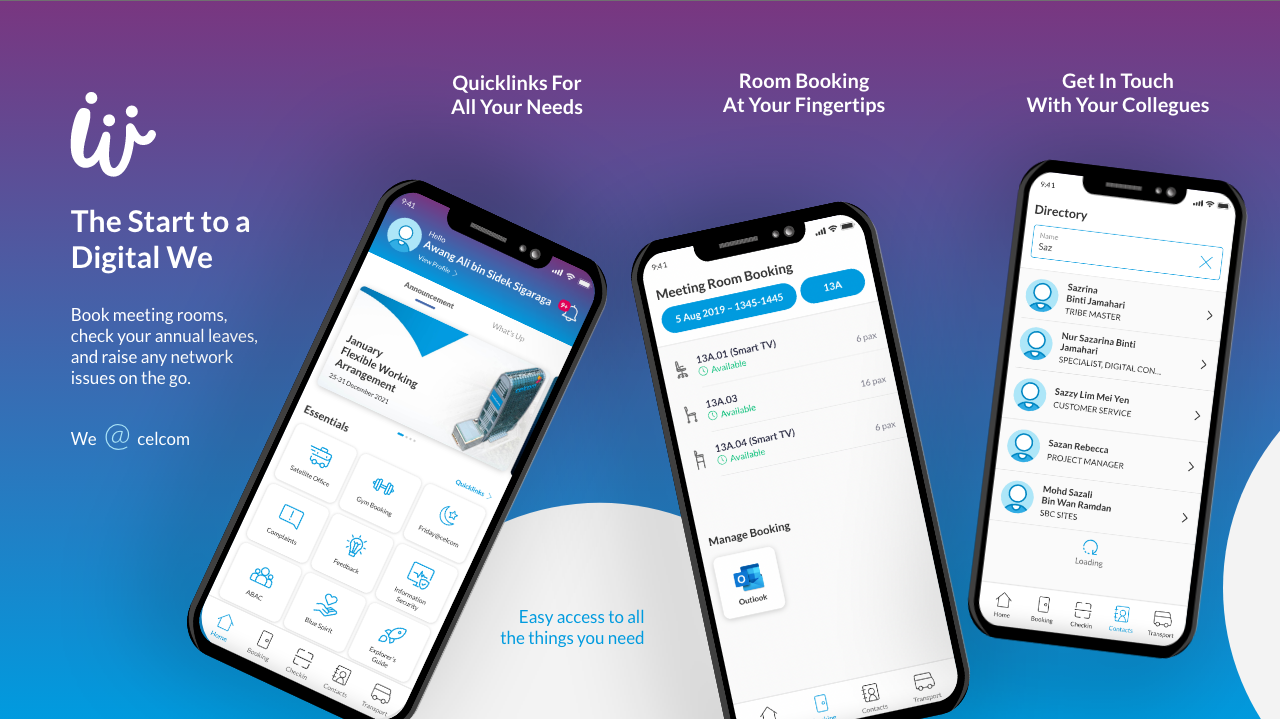 The Start to a
Digital We
Book meeting rooms,
check your annual leaves,
and raise any network
issues on the go.
We @ celcom
Quicklinks For
All Your Needs
9:41
Hello
Awang Ali bin Sidek Sigaraga
View Profile
9+
Announcement
What's Up
January
Flexible Working
Arrangement
25-31 December 2021
Essentials
Quicklinks
Satellite Office
Gym Booking
Friday@celcom
Complaints
Feedback
Information
Security
ABAC
Blue Spirit
Explorer's
Guide
Home
Booking
Checkin
Contacts
Transport
Easy access to all
the things you need
Room Booking
At Your Fingertips
9:41
Meeting Room Booking
5 Aug 2019 – 1345-1445
13A
13A.01 (Smart TV)
6 pax
Available
13A.03
16 pax
Available
13A.04 (Smart TV)
6 pax
Available
Manage Booking
Outlook
Contacts
Transport
Get In Touch
With Your Collegues
9:41
Directory
Name
Saz
Sazrina
Binti Jamahari
TRIBE MASTER
Nur Sazarina Binti
Jamahari
SPECIALIST, DIGITAL CON...
Sazzy Lim Mei Yen
CUSTOMER SERVICE
Sazan Rebecca
PROJECT MANAGER
Mohd Sazali
Bin Wan Ramdan
SBC SITES
Loading
Home
Booking
Checkin
Contacts
Transport